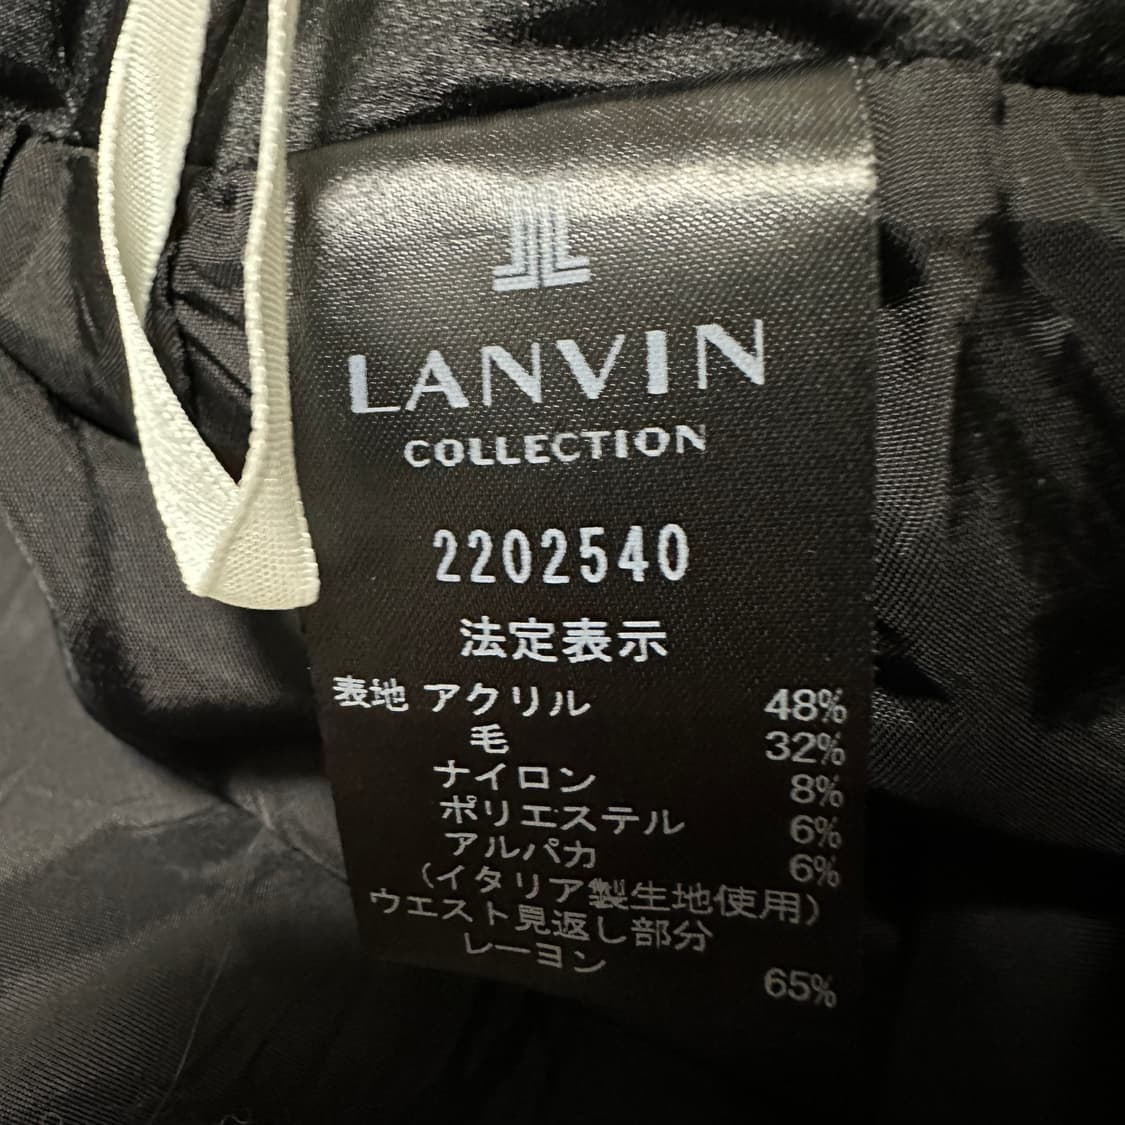 LANVIN
COLLECTION
2202540
法定表示
表地 アクリル 48%
毛 32%
ナイロン 8%
ポリエステル 6%
アルパカ 6%
(イタリア製生地使用)
ウエスト見返し部分
レーヨン 65%